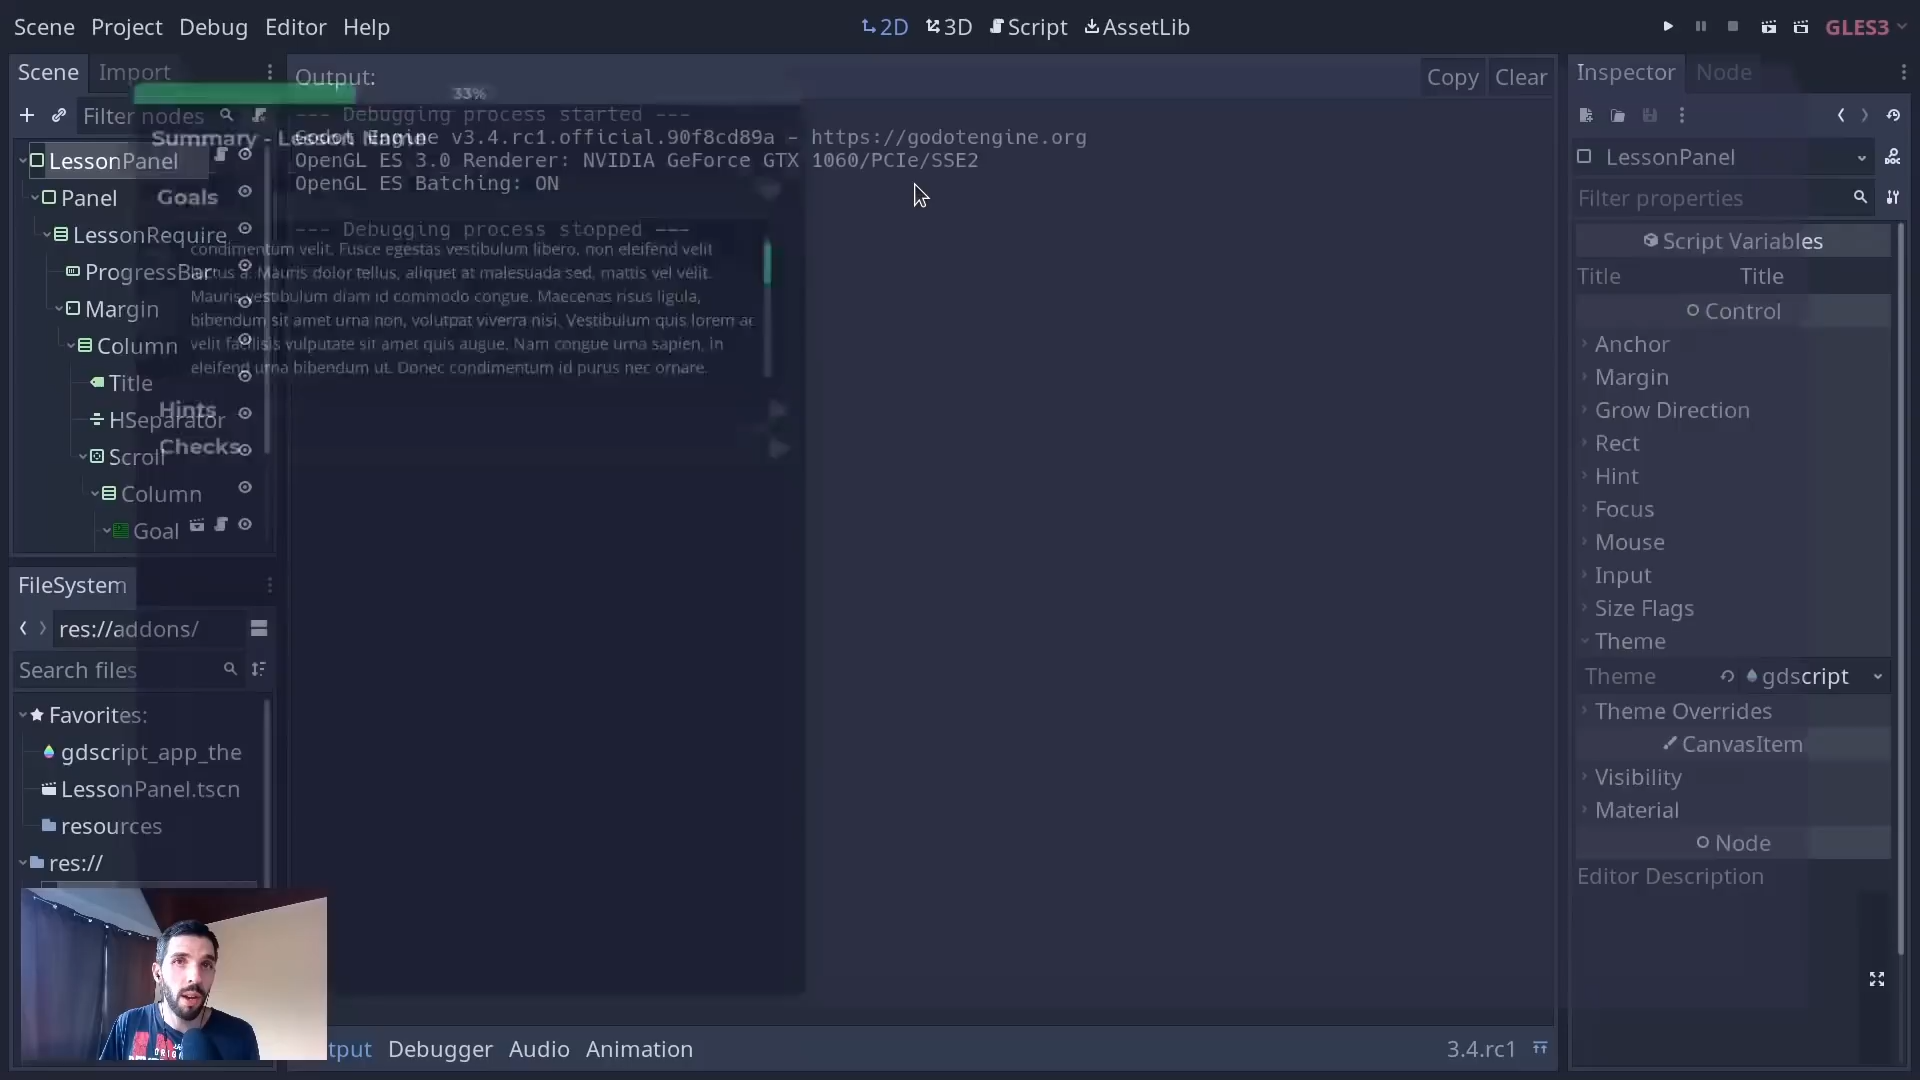 Scene Project Debug Editor Help
2D 3D Script AssetLib
GLES3
Scene Import
Filter nodes
LessonPanel
Panel
LessonRequire
ProgressBar
Margin
Column
Title
HSeparator
Scroll
Column
Goal
FileSystem
res://addons/
Search files
Favorites:
gdscript_app_the
LessonPanel.tscn
resources
res://
33%
Summary - Lesson Name
Goals
condimentum velit. Fusce egestas vestibulum libero, non eleifend velit
a. Mauris dolor tellus, aliquet at malesuada sed, mattis vel velit.
Mauris vestibulum diam id commodo congue. Maecenas risus ligula,
bibendum sit amet urna non, volutpat viverra nisi. Vestibulum quis lorem ac
velit facilisis vulputate sit amet quis augue. Nam congue urna sapien, in
eleifend urna bibendum ut. Donec condimentum id purus nec ornare.
Hints
Checks
Output:
Copy Clear
--- Debugging process started ---
Godot Engine v3.4.rc1.official.90f8cd89a - https://godotengine.org
OpenGL ES 3.0 Renderer: NVIDIA GeForce GTX 1060/PCIe/SSE2
OpenGL ES Batching: ON
--- Debugging process stopped ---
tput Debugger Audio Animation
3.4.rc1
Inspector Node
LessonPanel
Filter properties
Script Variables
Title Title
Control
Anchor
Margin
Grow Direction
Rect
Hint
Focus
Mouse
Input
Size Flags
Theme
Theme gdscript
Theme Overrides
CanvasItem
Visibility
Material
Node
Editor Description